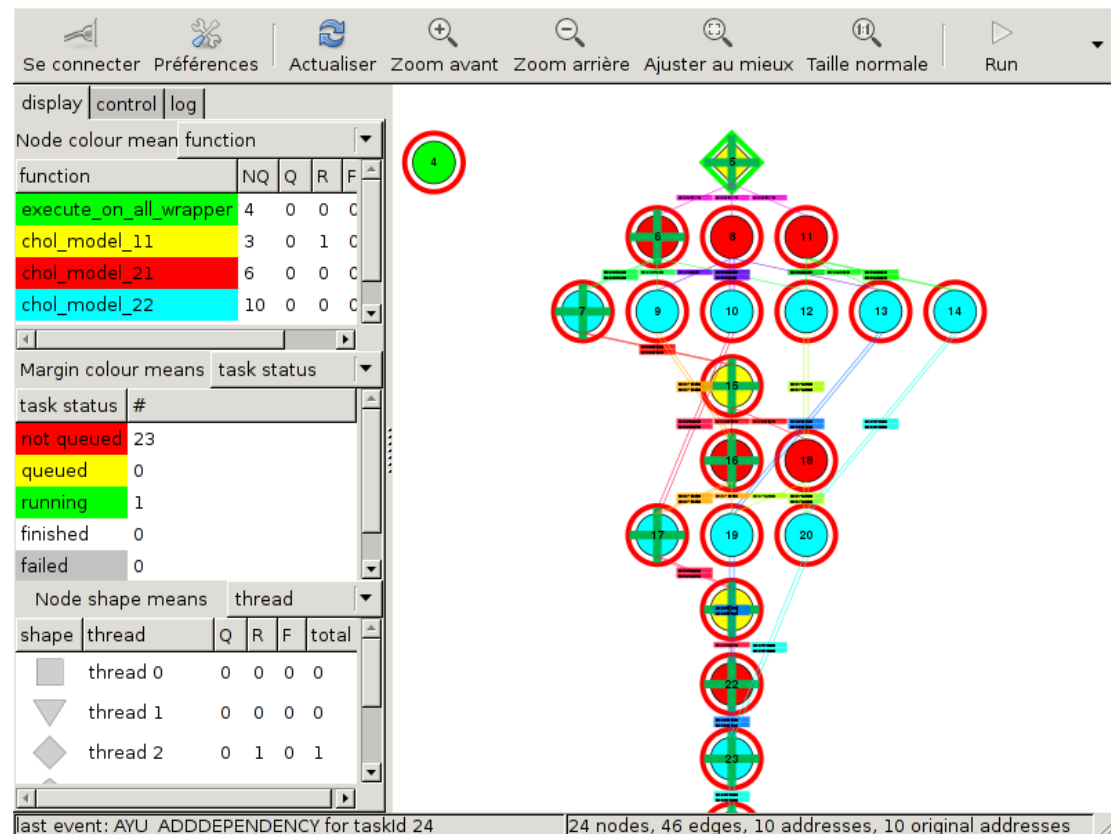 Se connecter Préférences Actualiser Zoom avant Zoom arrière Ajuster au mieux Taille normale Run
display control log
Node colour mean function
function NQ Q R F
execute_on_all_wrapper 4 0 0 0
chol_model_11 3 0 1 0
chol_model_21 6 0 0 0
chol_model_22 10 0 0 0
Margin colour means task status
task status #
not queued 23
queued 0
running 1
finished 0
failed 0
Node shape means thread
shape thread Q R F total
thread 0 0 0 0 0
thread 1 0 0 0 0
thread 2 0 1 0 1
4 5
6 8 11
7 9 10 12 13 14
15
16 18
17 19 20
22
23
last event: AYU_ADDDEPENDENCY for taskId 24
24 nodes, 46 edges, 10 addresses, 10 original addresses